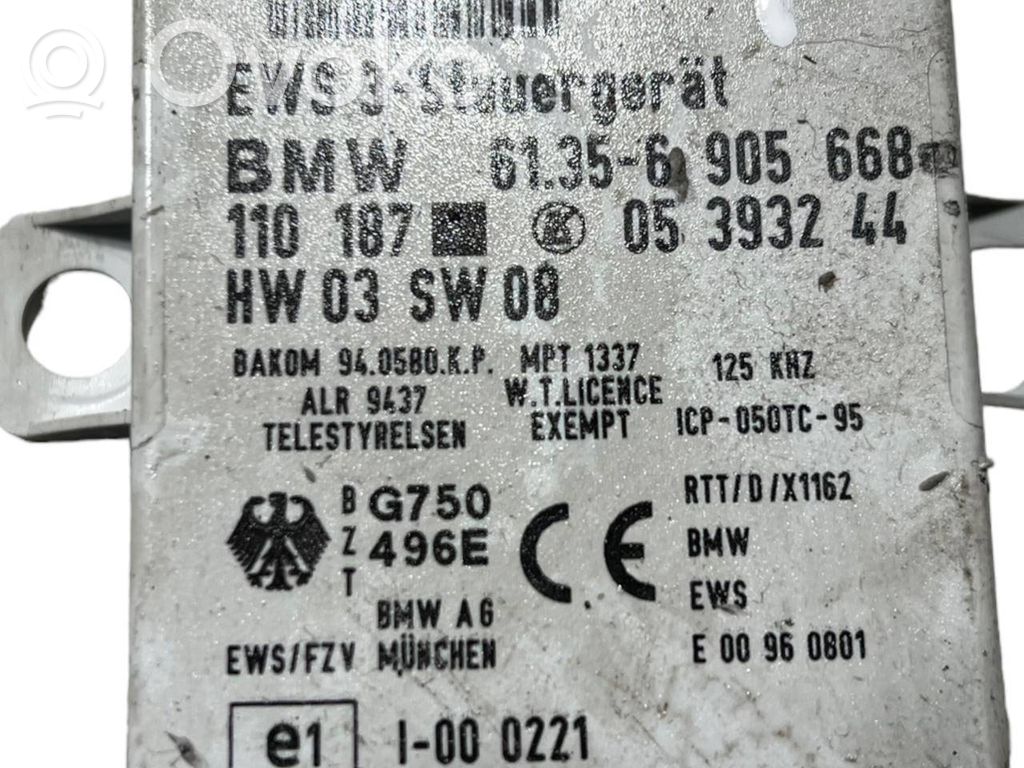 Ovoko
EWS 3-Steuergerät
BMW 61.35-6 905 668
110 187 05 3932 44
HW 03 SW 08
BAKOM 94.0580.K.P. MPT 1337 125 KHZ
ALR 9437 W.T.LICENCE
TELESTYRELSEN EXEMPT ICP-050TC-95
RTT/D/X1162
B G750
Z 496E CE BMW
T
BMW AG EWS
EWS/FZV MÜNCHEN E 00 96 0801
e1 I-00 0221